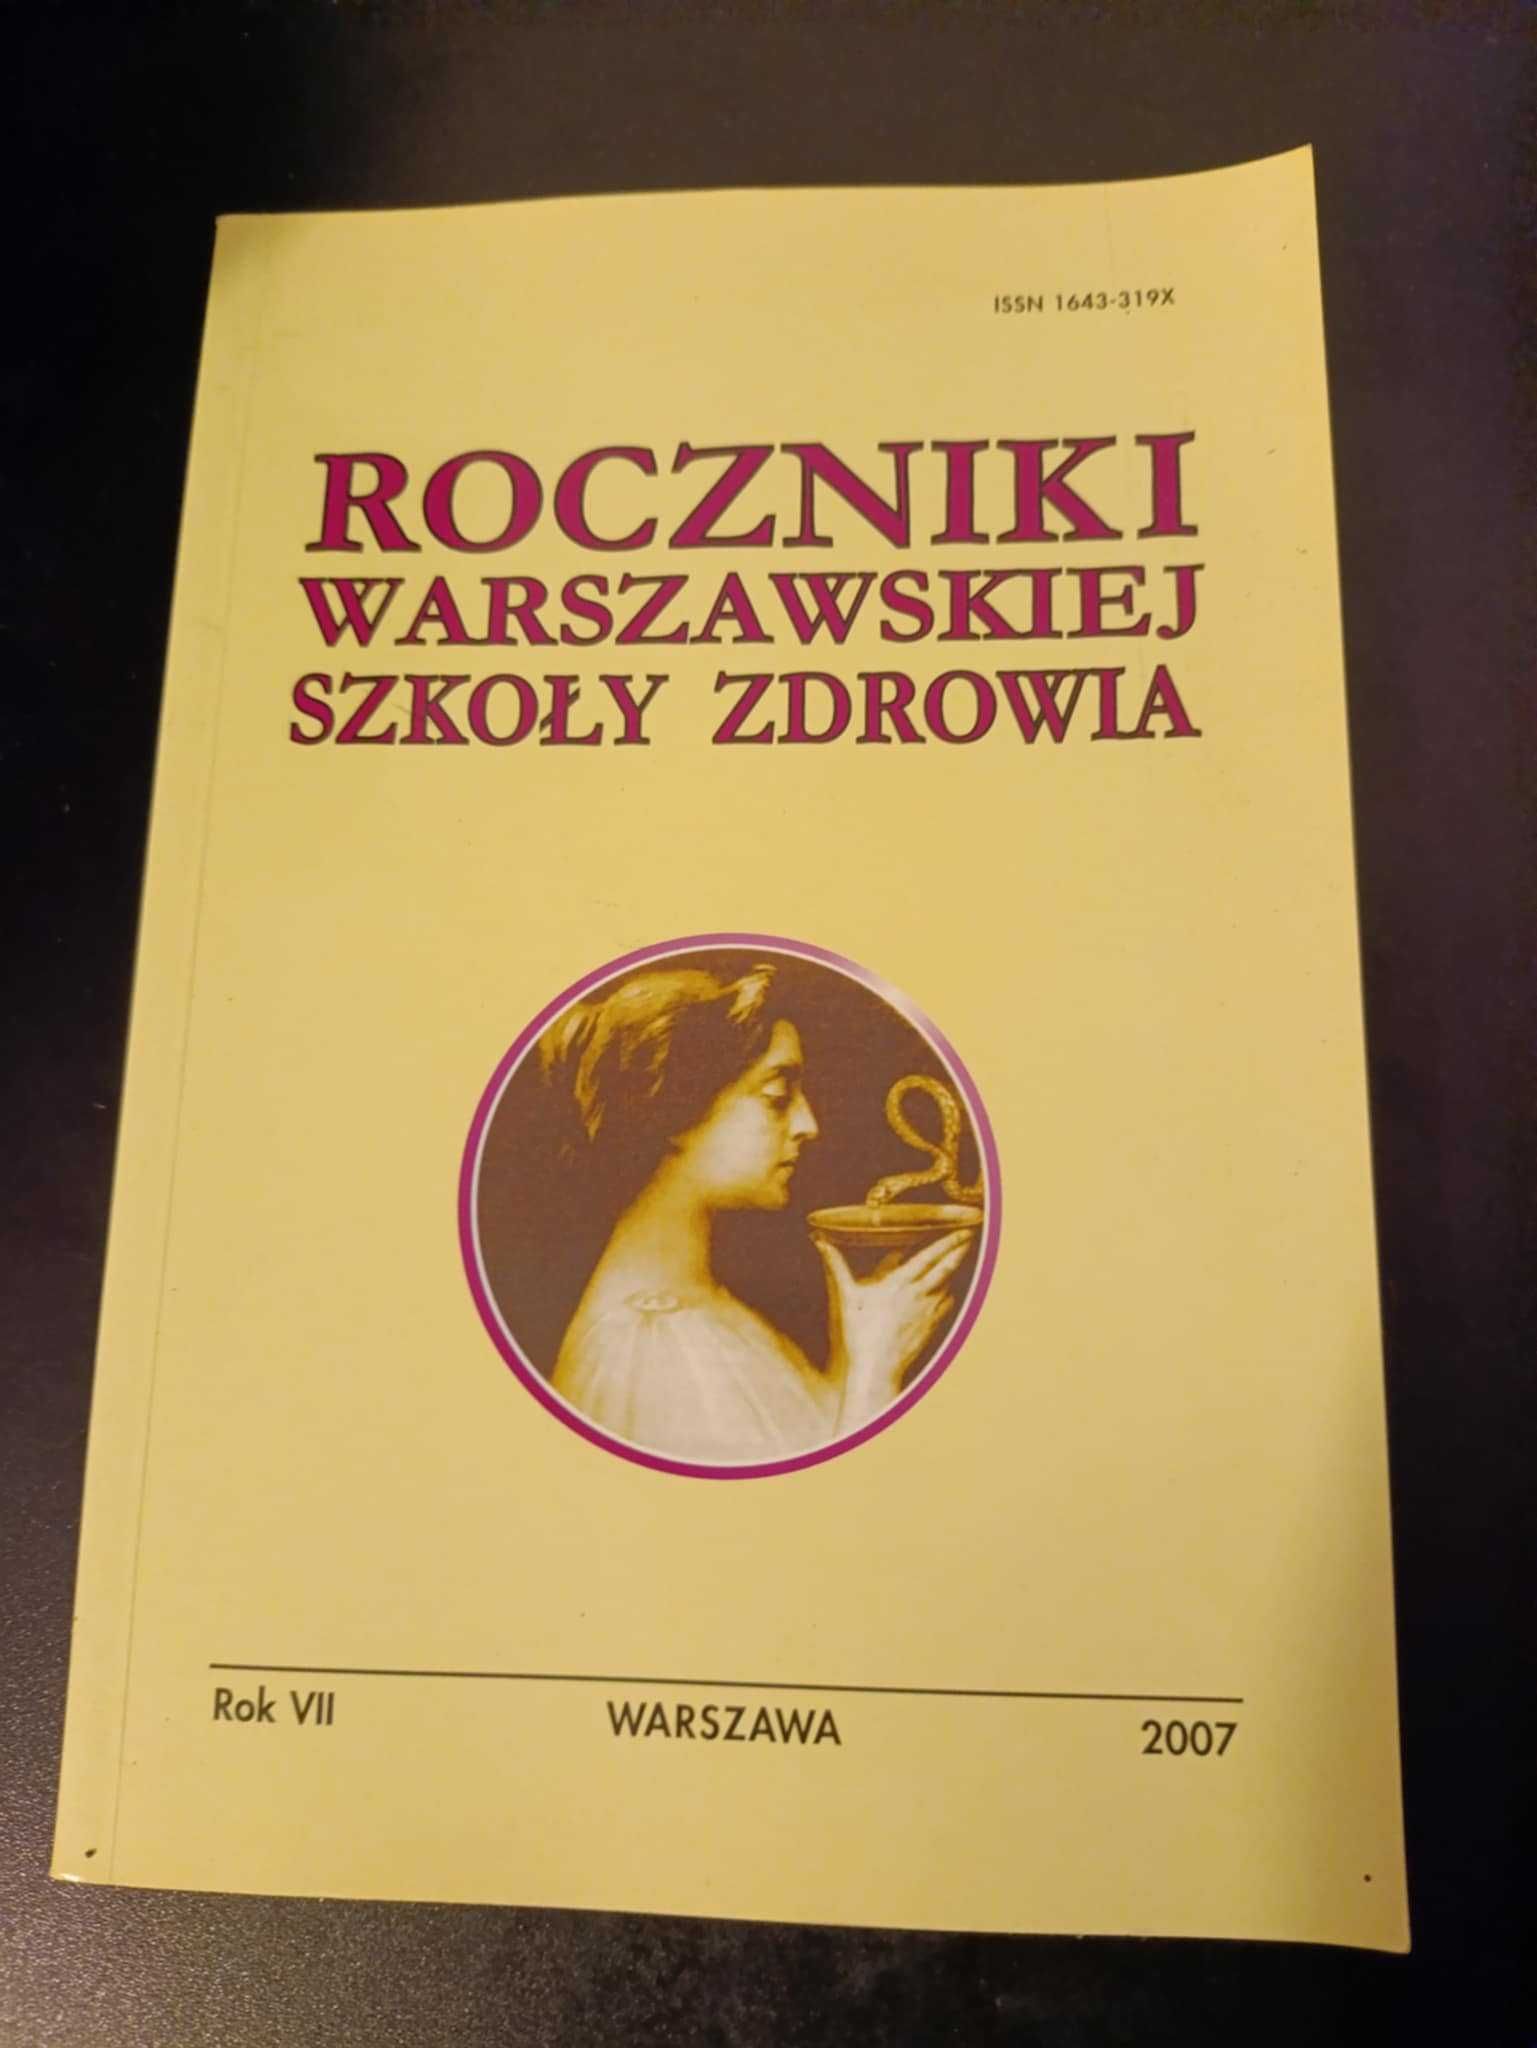 ISSN 1643-319X
ROCZNIKI
WARSZAWSKIEJ
SZKOŁY ZDROWIA
Rok VII WARSZAWA 2007